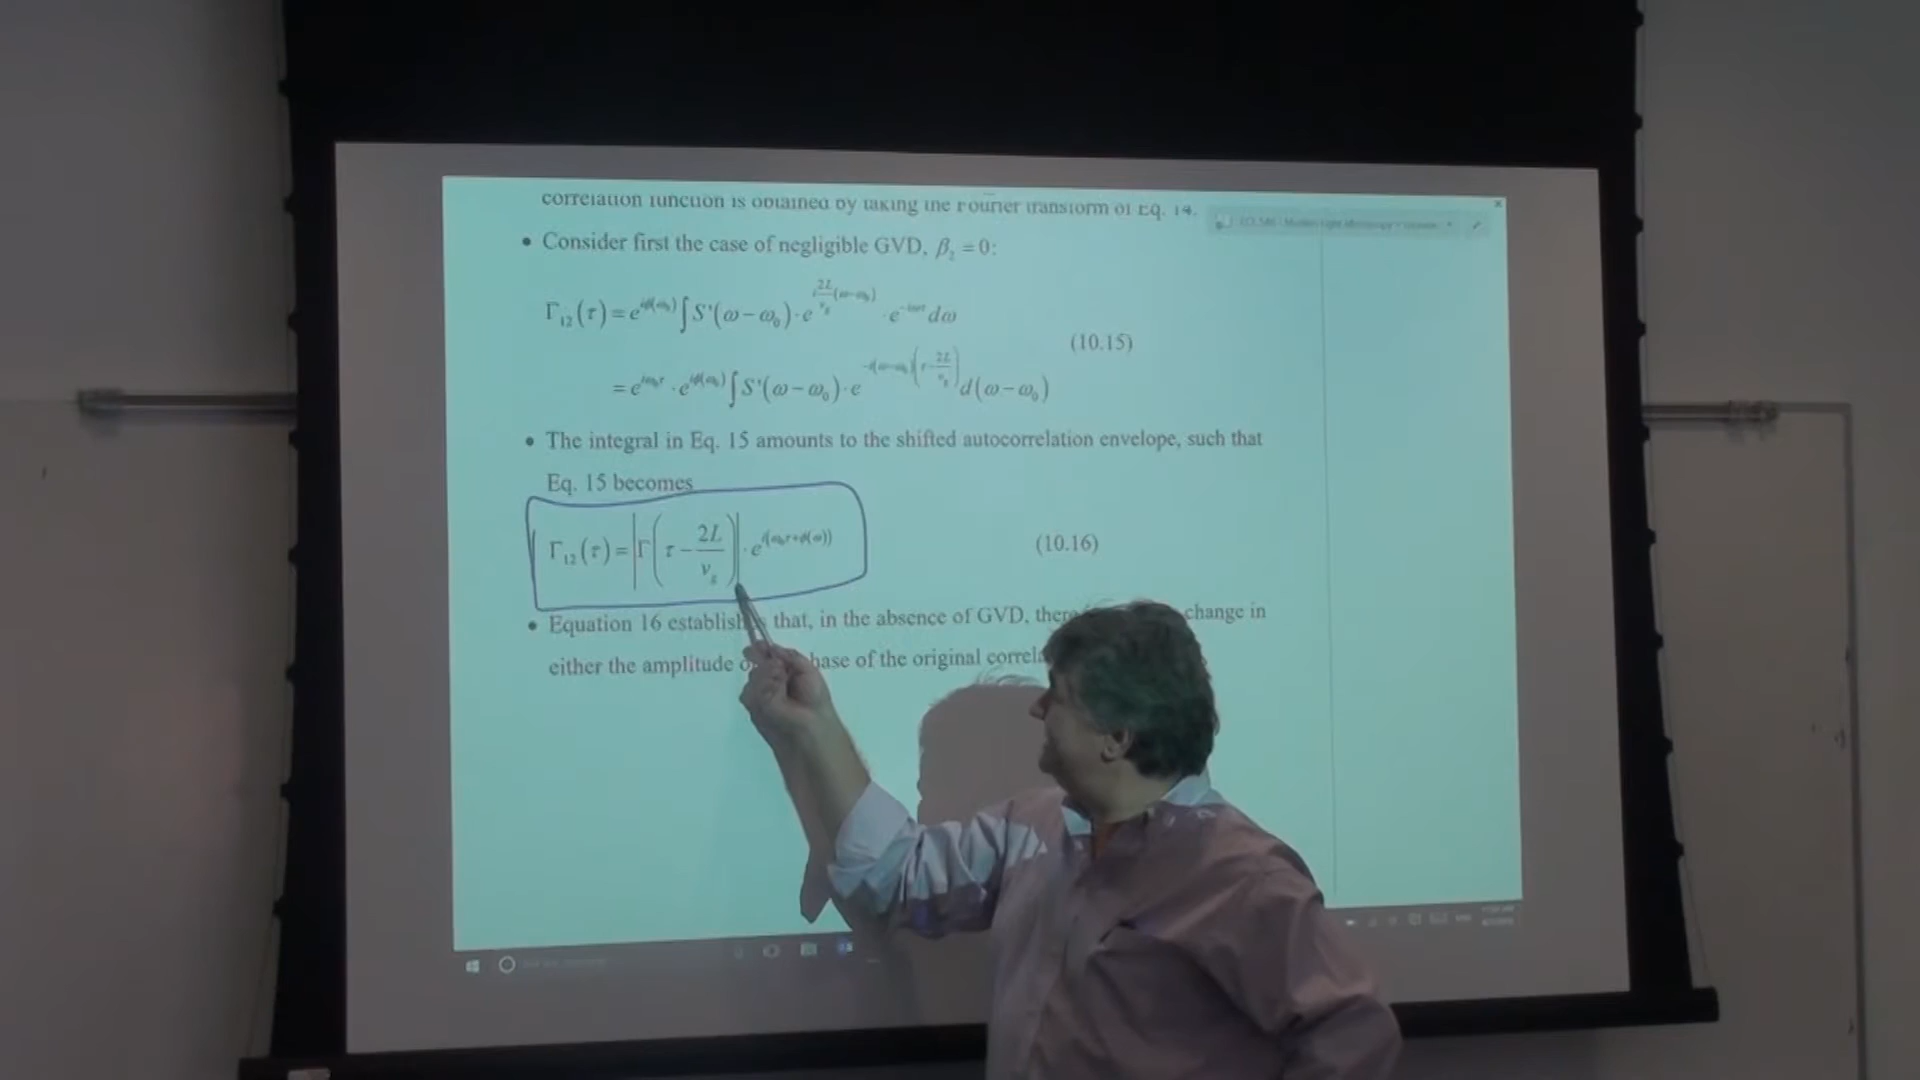 correlation function is obtained by taking the Fourier transform of Eq. 14.
• Consider first the case of negligible GVD, β₂ = 0:
Γ₁₂(τ) = e^{iϕ(ω₀)} ∫ S'(ω − ω₀) · e^{i\frac{2L}{v_g}(ω−ω₀)} · e^{−iωτ} dω
(10.15)
= e^{iω₀τ} · e^{iϕ(ω₀)} ∫ S'(ω − ω₀) · e^{−i(ω−ω₀)(τ−\frac{2L}{v_g})} d(ω − ω₀)
• The integral in Eq. 15 amounts to the shifted autocorrelation envelope, such that
Eq. 15 becomes
Γ₁₂(τ) = |Γ(τ − \frac{2L}{v_g})| · e^{i(ω₀τ+ϕ(ω))} (10.16)
• Equation 16 that, in the absence of GVD, change in
either the amplitude of the original